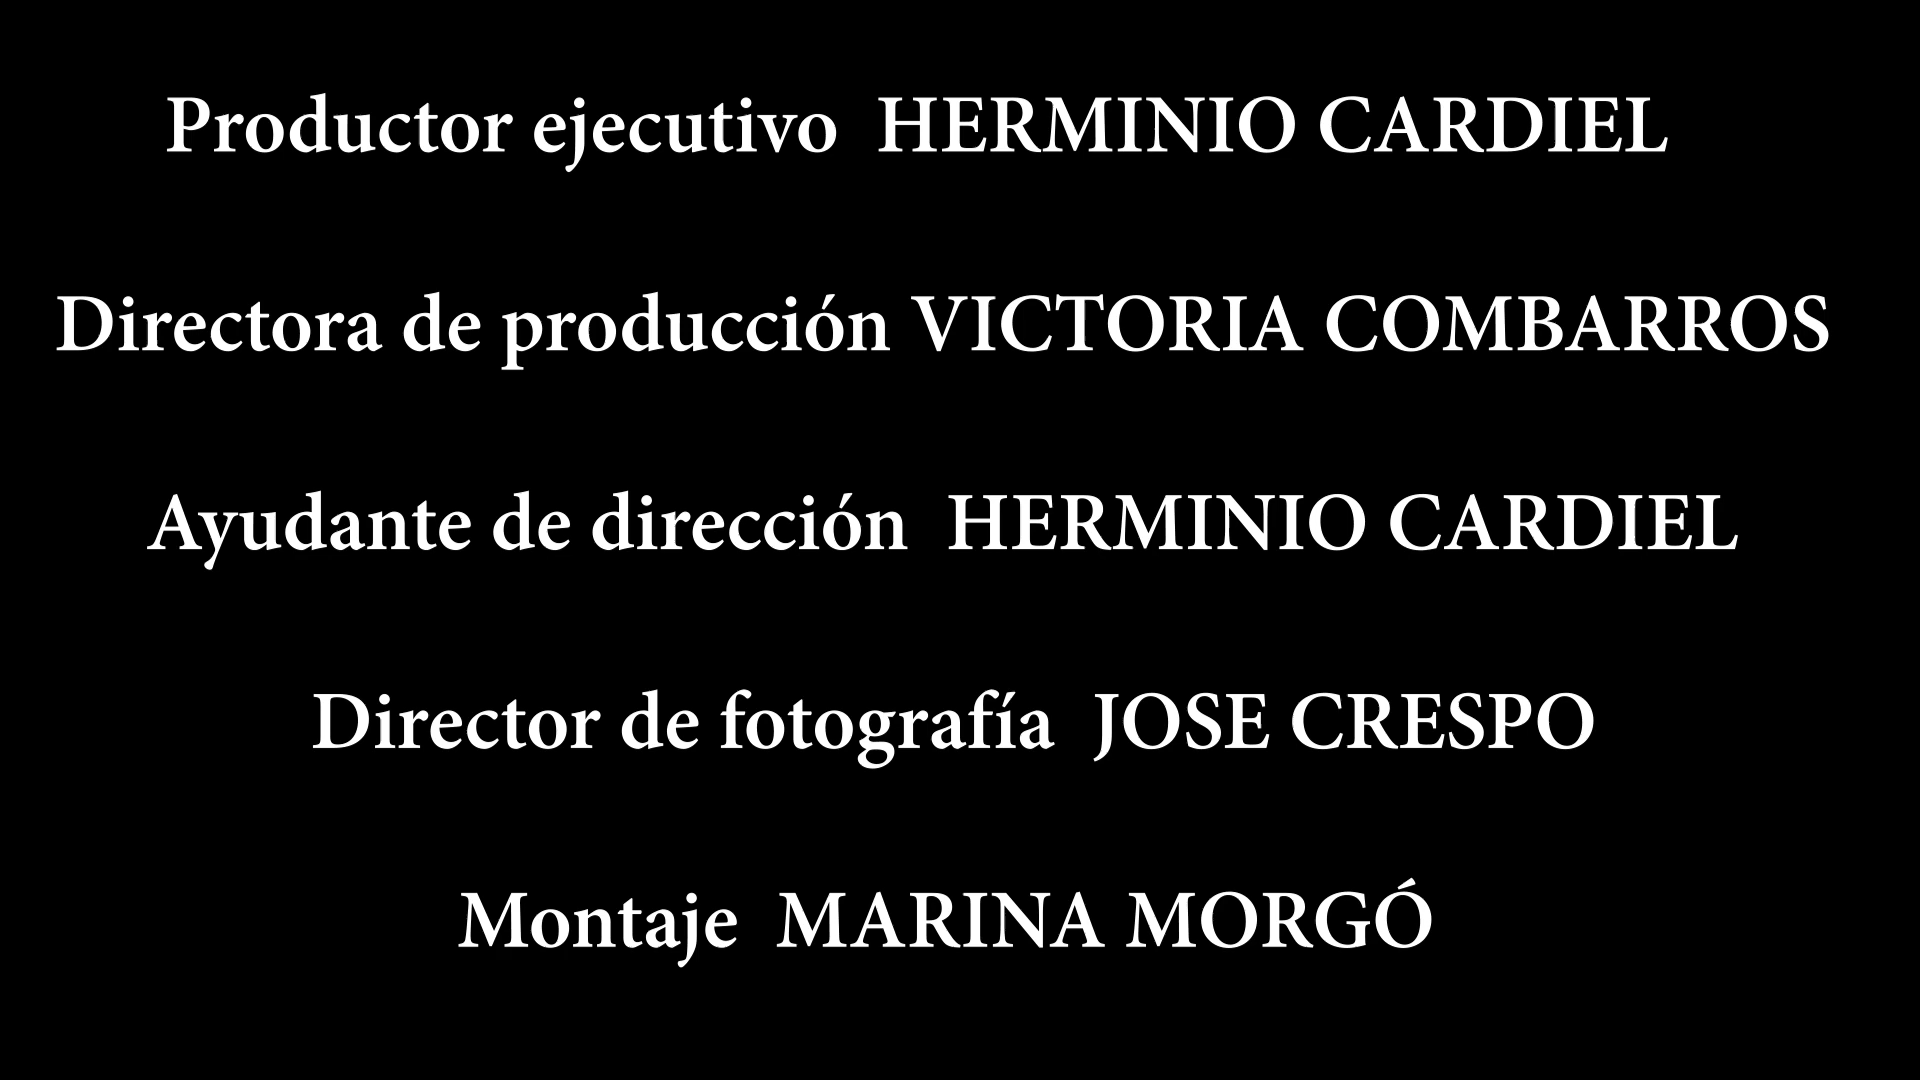 Productor ejecutivo HERMINIO CARDIEL
Directora de producción VICTORIA COMBARROS
Ayudante de dirección HERMINIO CARDIEL
Director de fotografía JOSE CRESPO
Montaje MARINA MORGÓ